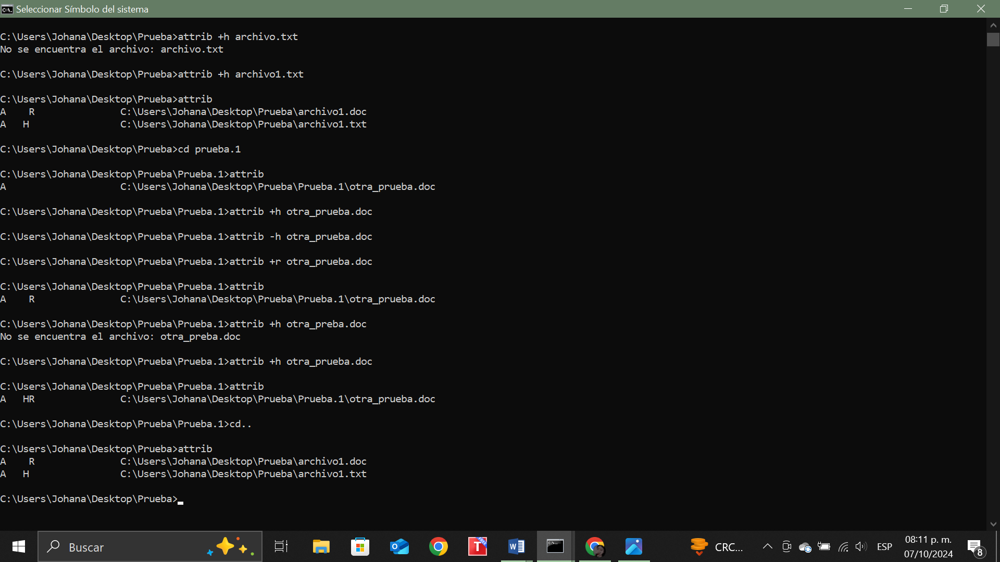 Seleccionar Símbolo del sistema
C:\Users\Johana\Desktop\Prueba>attrib +h archivo.txt
No se encuentra el archivo: archivo.txt
C:\Users\Johana\Desktop\Prueba>attrib +h archivo1.txt
C:\Users\Johana\Desktop\Prueba>attrib
A    R               C:\Users\Johana\Desktop\Prueba\archivo1.doc
A   H                C:\Users\Johana\Desktop\Prueba\archivo1.txt
C:\Users\Johana\Desktop\Prueba>cd prueba.1
C:\Users\Johana\Desktop\Prueba\Prueba.1>attrib
A                    C:\Users\Johana\Desktop\Prueba\Prueba.1\otra_prueba.doc
C:\Users\Johana\Desktop\Prueba\Prueba.1>attrib +h otra_prueba.doc
C:\Users\Johana\Desktop\Prueba\Prueba.1>attrib -h otra_prueba.doc
C:\Users\Johana\Desktop\Prueba\Prueba.1>attrib +r otra_prueba.doc
C:\Users\Johana\Desktop\Prueba\Prueba.1>attrib
A    R               C:\Users\Johana\Desktop\Prueba\Prueba.1\otra_prueba.doc
C:\Users\Johana\Desktop\Prueba\Prueba.1>attrib +h otra_preba.doc
No se encuentra el archivo: otra_preba.doc
C:\Users\Johana\Desktop\Prueba\Prueba.1>attrib +h otra_prueba.doc
C:\Users\Johana\Desktop\Prueba\Prueba.1>attrib
A   HR               C:\Users\Johana\Desktop\Prueba\Prueba.1\otra_prueba.doc
C:\Users\Johana\Desktop\Prueba\Prueba.1>cd..
C:\Users\Johana\Desktop\Prueba>attrib
A    R               C:\Users\Johana\Desktop\Prueba\archivo1.doc
A   H                C:\Users\Johana\Desktop\Prueba\archivo1.txt
C:\Users\Johana\Desktop\Prueba>
Buscar
T
FREE
CRC...
ESP
08:11 p. m.
07/10/2024
8